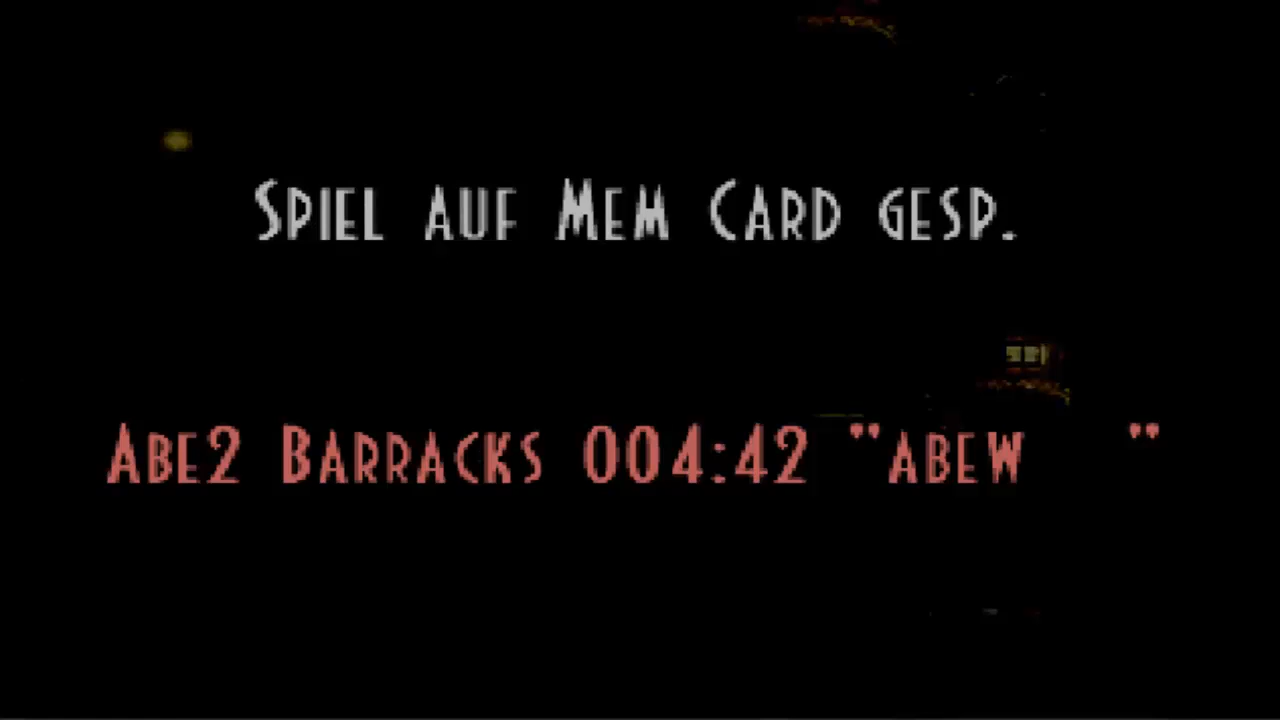 Spiel auf Mem Card gesp.
Abe2 Barracks 004:42 "abew   "